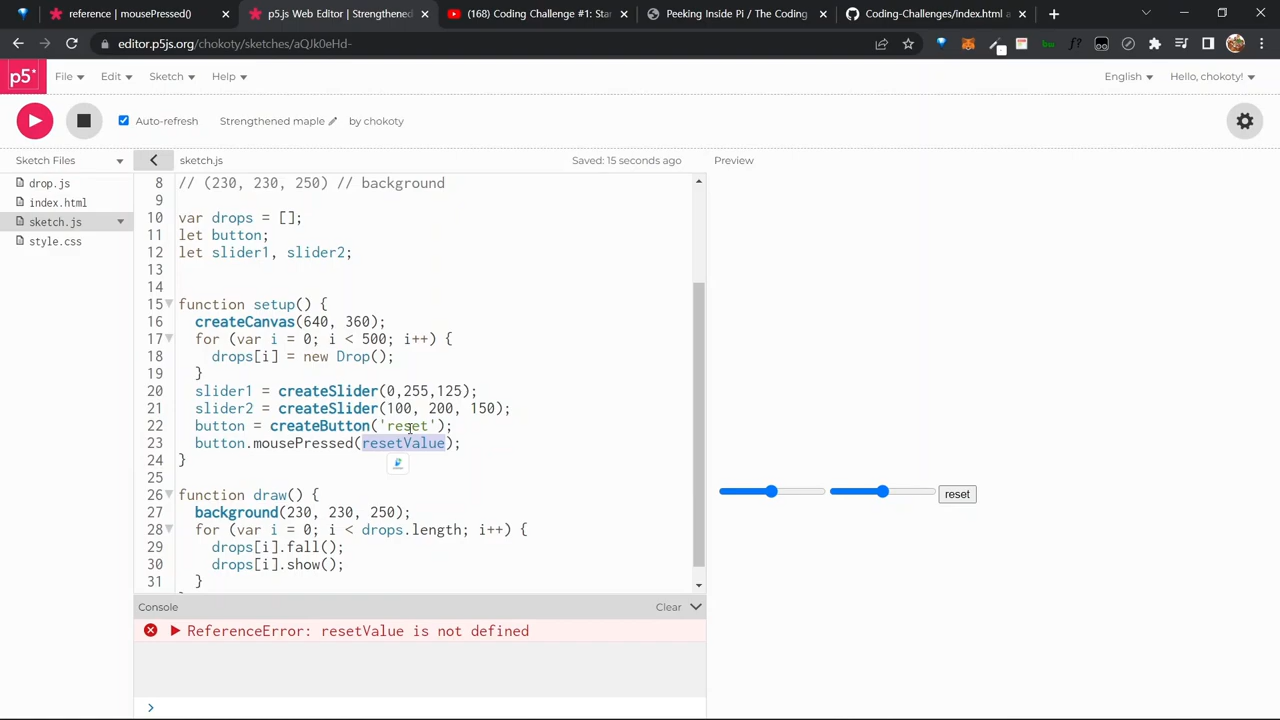 reference | mousePressed()
p5.js Web Editor | Strengthened
(168) Coding Challenge #1: Sta
Peeking Inside Pi / The Coding
Coding-Challenges/index.html a
editor.p5js.org/chokoty/sketches/aQJk0eHd-
p5*
File
Edit
Sketch
Help
English
Hello, chokoty!
Auto-refresh
Strengthened maple
by chokoty
Sketch Files
sketch.js
Saved: 15 seconds ago
Preview
drop.js
index.html
sketch.js
style.css
8 // (230, 230, 250) // background
9
10 var drops = [];
11 let button;
12 let slider1, slider2;
13
14
15 function setup() {
16 createCanvas(640, 360);
17 for (var i = 0; i < 500; i++) {
18 drops[i] = new Drop();
19 }
20 slider1 = createSlider(0,255,125);
21 slider2 = createSlider(100, 200, 150);
22 button = createButton('reset');
23 button.mousePressed(resetValue);
24 }
25
26 function draw() {
27 background(230, 230, 250);
28 for (var i = 0; i < drops.length; i++) {
29 drops[i].fall();
30 drops[i].show();
31 }
reset
Console
Clear
ReferenceError: resetValue is not defined
>